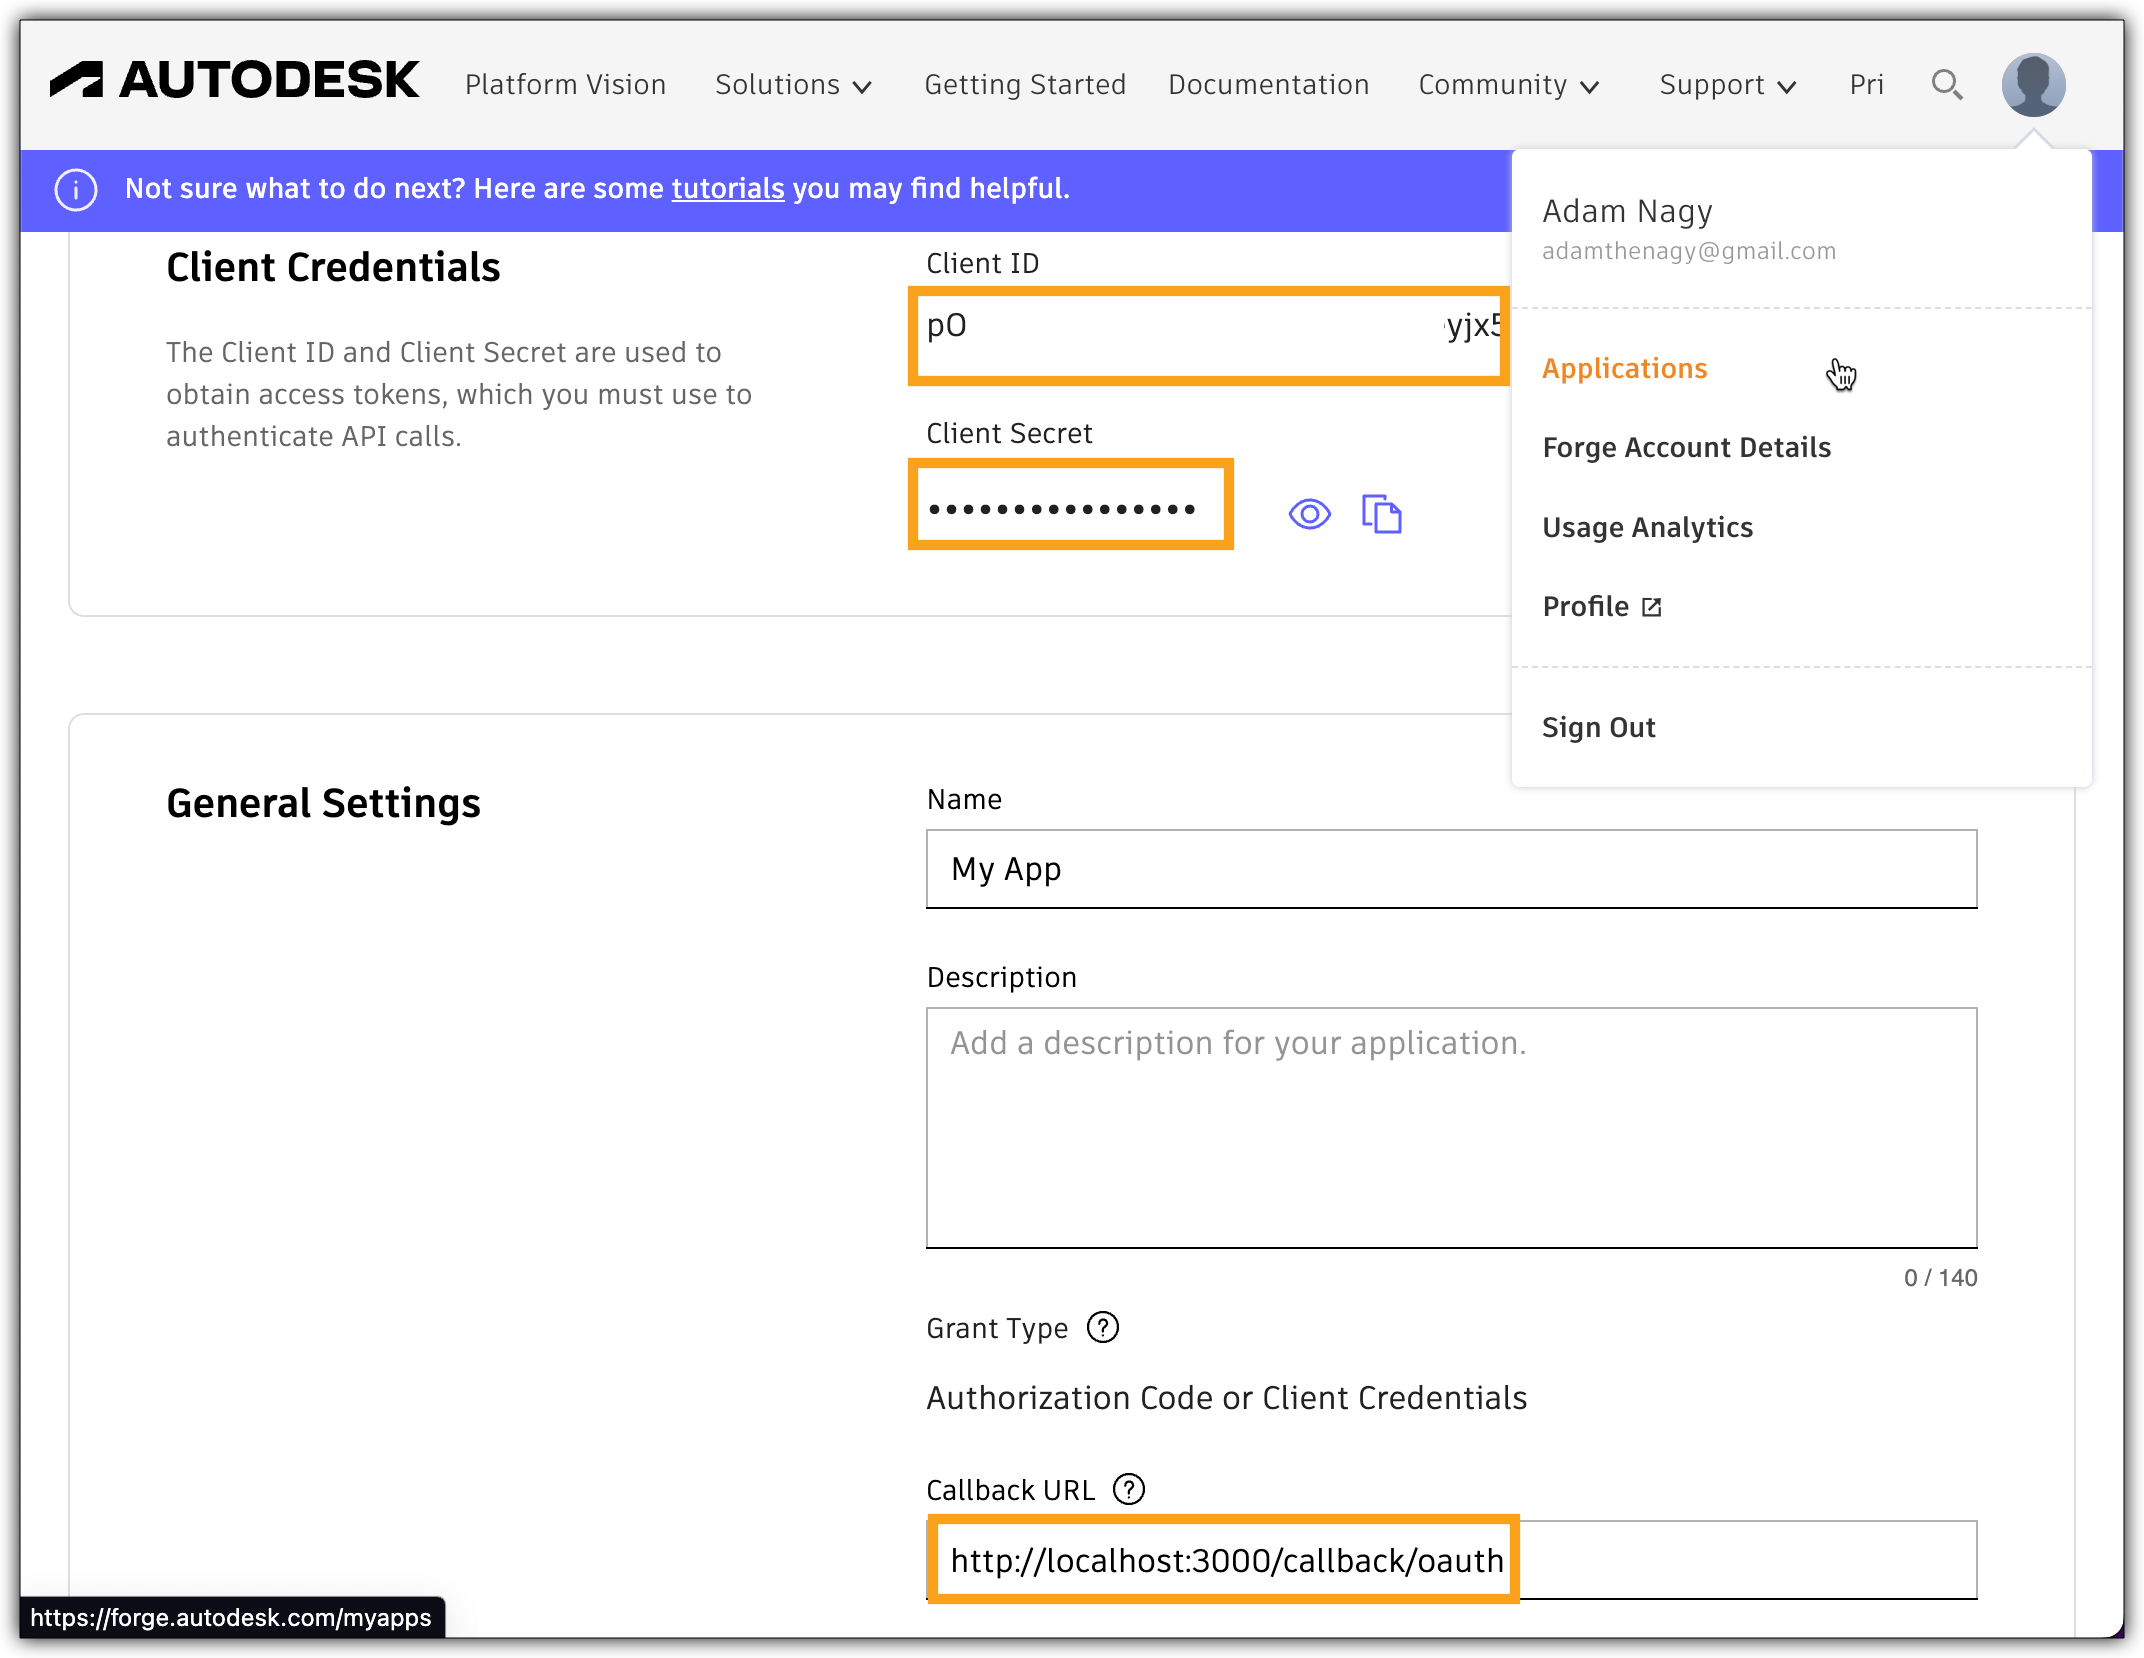 AUTODESK Platform Vision Solutions Getting Started Documentation Community Support Pri
Not sure what to do next? Here are some tutorials you may find helpful.
Adam Nagy
adamthenagy@gmail.com
Applications
Forge Account Details
Usage Analytics
Profile
Sign Out
Client Credentials
The Client ID and Client Secret are used to
obtain access tokens, which you must use to
authenticate API calls.
Client ID
pO yjx5
Client Secret
••••••••••••••••
General Settings
Name
My App
Description
Add a description for your application.
0 / 140
Grant Type ?
Authorization Code or Client Credentials
Callback URL ?
http://localhost:3000/callback/oauth
https://forge.autodesk.com/myapps